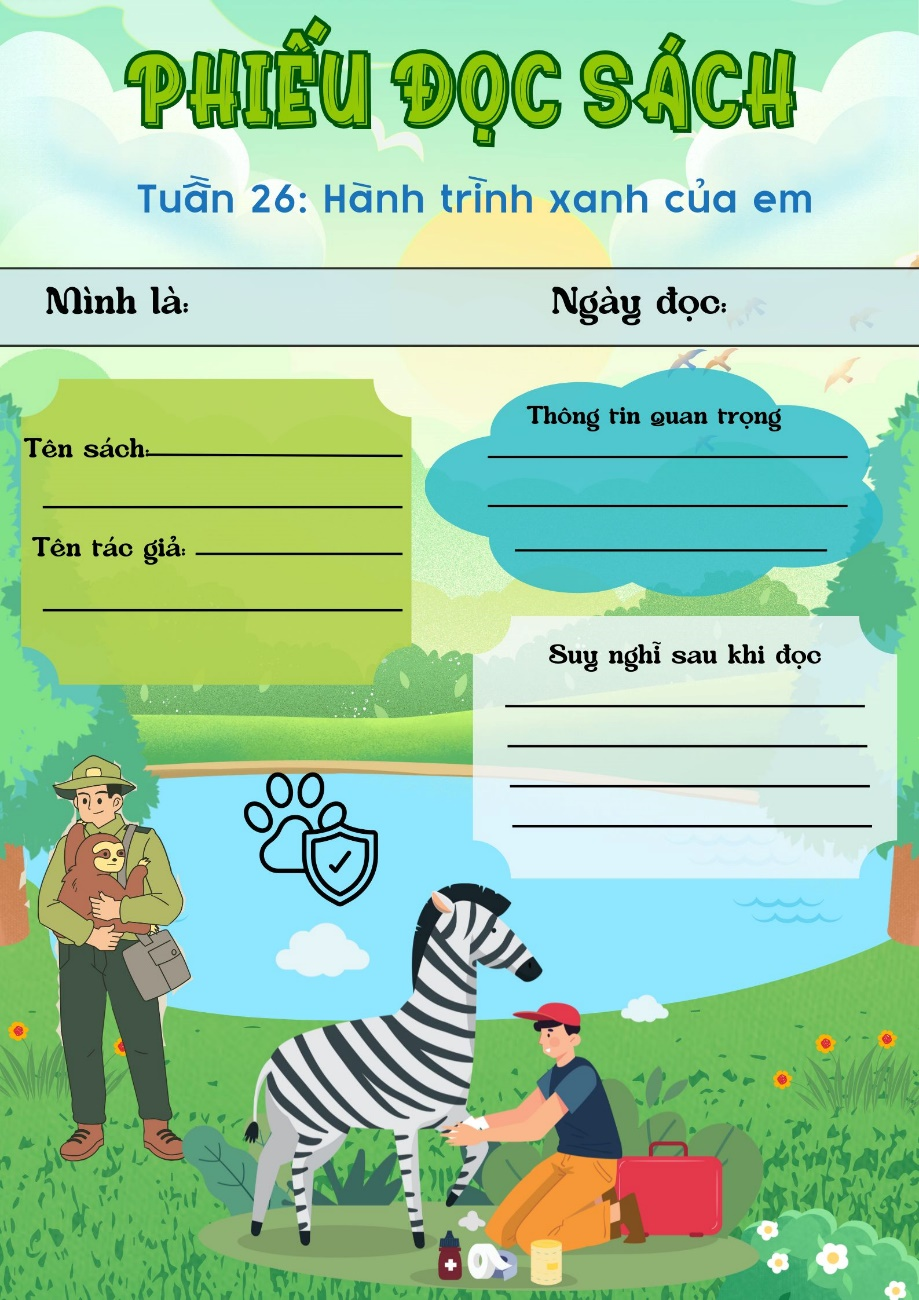 PHIẾU ĐỌC SÁCH
Tuần 26: Hành trình xanh của em
Mình là:
Ngày đọc:
Tên sách:
Tên tác giả:
Thông tin quan trọng
Suy nghĩ sau khi đọc